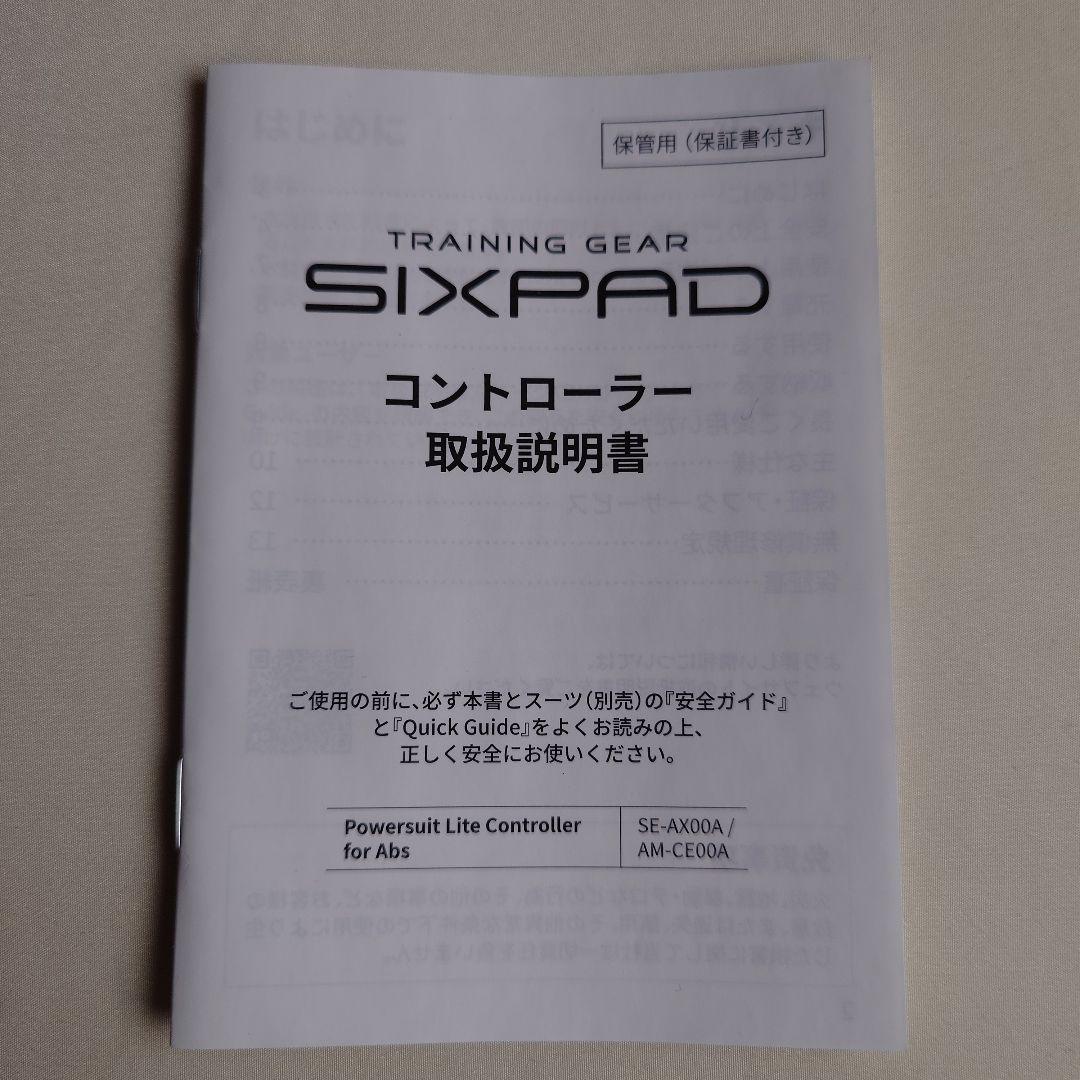 保管用（保証書付き）
TRAINING GEAR
SIXPAD
コントローラー
取扱説明書
ご使用の前に、必ず本書とスーツ（別売）の『安全ガイド』
と『Quick Guide』をよくお読みの上、
正しく安全にお使いください。
Powersuit Lite Controller
for Abs
SE-AX00A /
AM-CE00A